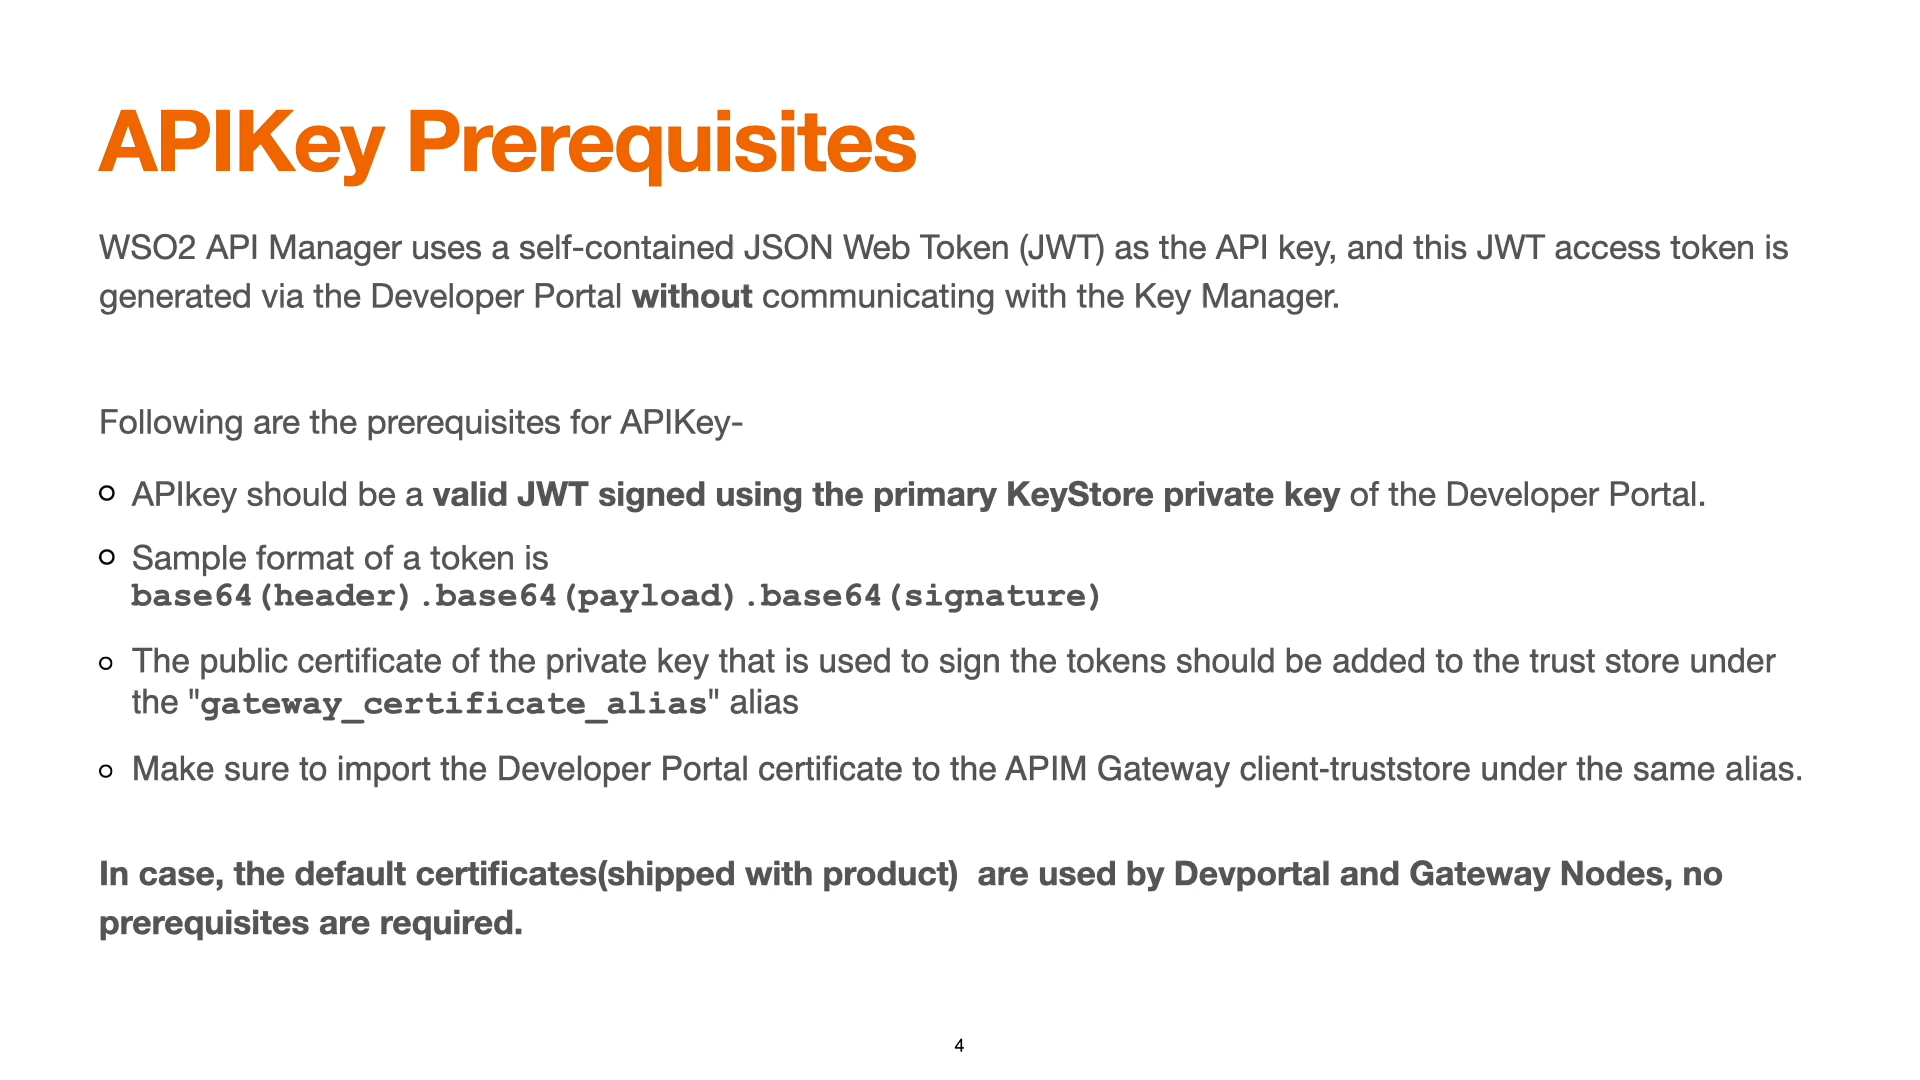 APIKey Prerequisites
WSO2 API Manager uses a self-contained JSON Web Token (JWT) as the API key, and this JWT access token is
generated via the Developer Portal without communicating with the Key Manager.
Following are the prerequisites for APIKey-
APIkey should be a valid JWT signed using the primary KeyStore private key of the Developer Portal.
Sample format of a token is
base64(header).base64(payload).base64(signature)
The public certificate of the private key that is used to sign the tokens should be added to the trust store under
the "gateway_certificate_alias" alias
Make sure to import the Developer Portal certificate to the APIM Gateway client-truststore under the same alias.
In case, the default certificates(shipped with product)  are used by Devportal and Gateway Nodes, no
prerequisites are required.
4